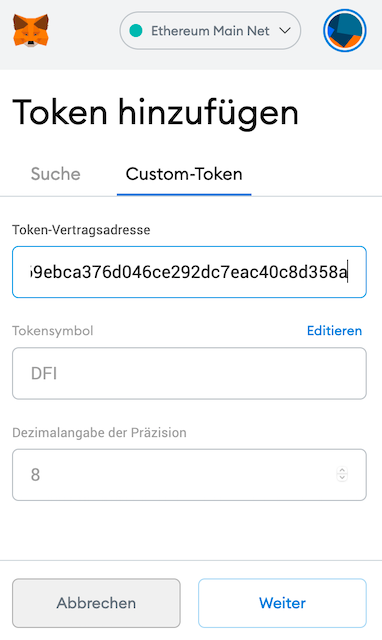 Ethereum Main Net
Token hinzufügen
Suche Custom-Token
Token-Vertragsadresse
9ebca376d046ce292dc7eac40c8d358a
Tokensymbol Editieren
DFI
Dezimalangabe der Präzision
8
Abbrechen Weiter